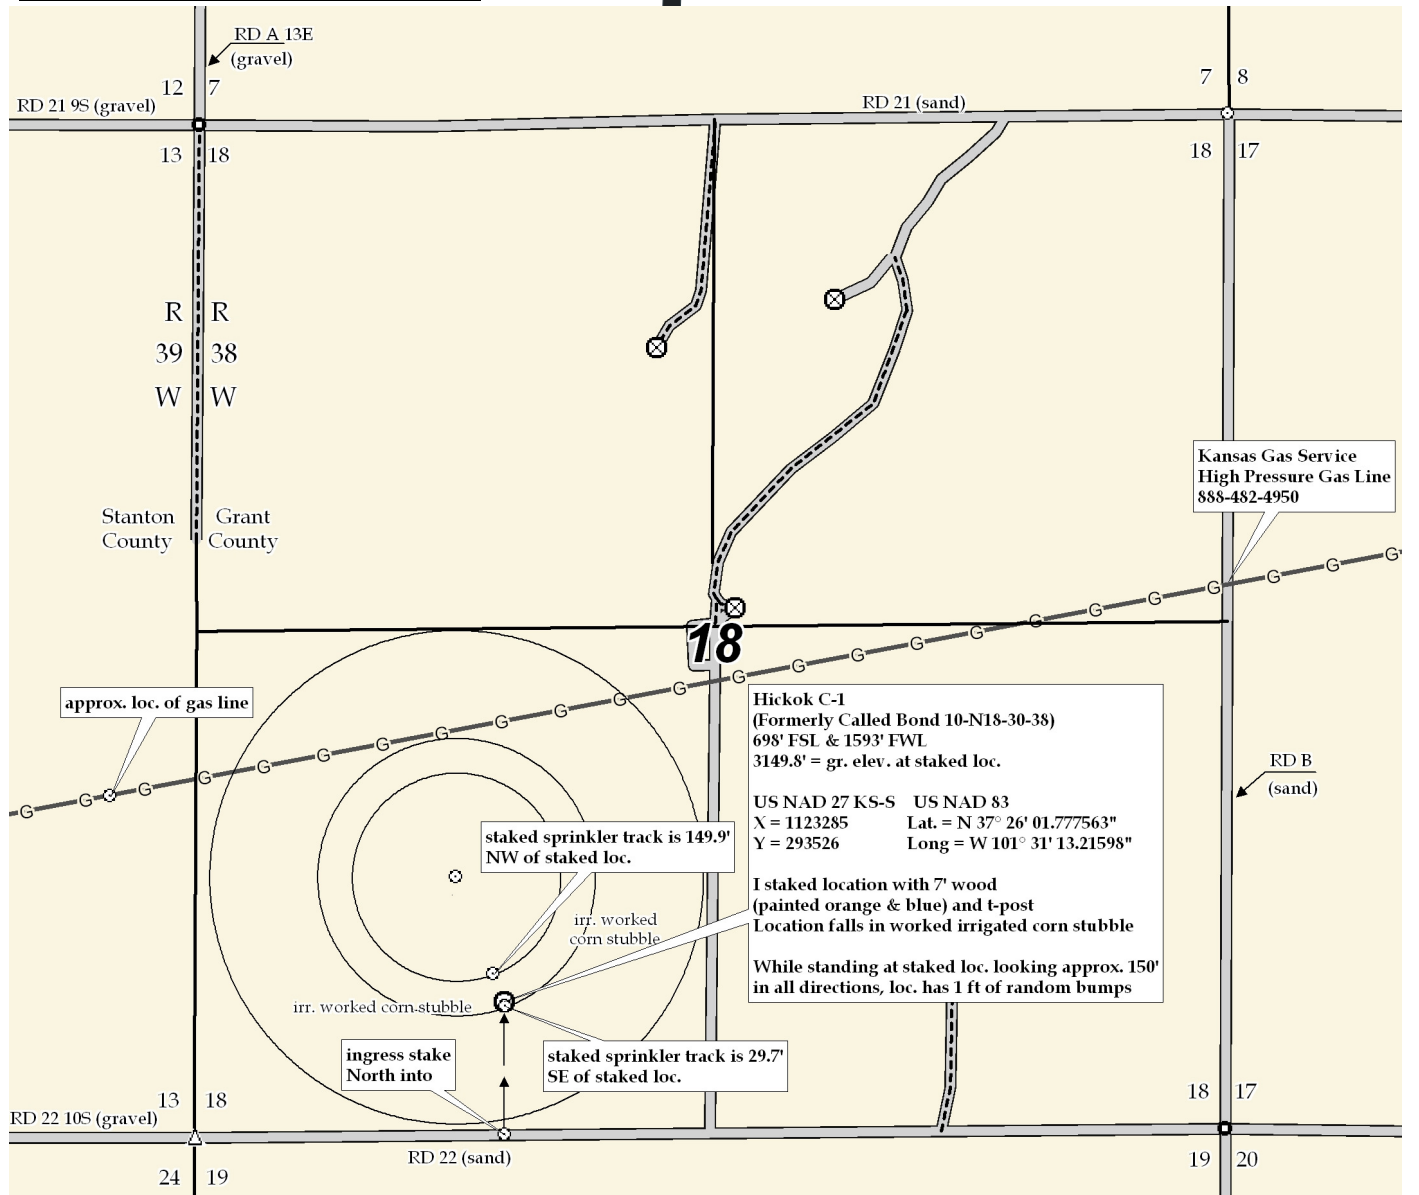 RD A 13E
(gravel)
12 7
7 8
RD 21 9S (gravel)
RD 21 (sand)
13 18
18 17
R R
39 38
W W
Kansas Gas Service
High Pressure Gas Line
888-482-4950
Stanton Grant
County County
G G G G G G G G G G G G G G G G G G G G G G G G
18
approx. loc. of gas line
Hickok C-1
(Formerly Called Bond 10-N18-30-38)
698' FSL & 1593' FWL
3149.8' = gr. elev. at staked loc.
US NAD 27 KS-S US NAD 83
X = 1123285 Lat. = N 37° 26' 01.777563"
Y = 293526 Long = W 101° 31' 13.21598"
I staked location with 7' wood
(painted orange & blue) and t-post
Location falls in worked irrigated corn stubble
While standing at staked loc. looking approx. 150'
in all directions, loc. has 1 ft of random bumps
RD B
(sand)
staked sprinkler track is 149.9'
NW of staked loc.
irr. worked
corn stubble
irr. worked corn stubble
ingress stake
North into
staked sprinkler track is 29.7'
SE of staked loc.
13 18
18 17
RD 22 10S (gravel)
RD 22 (sand)
24 19
19 20